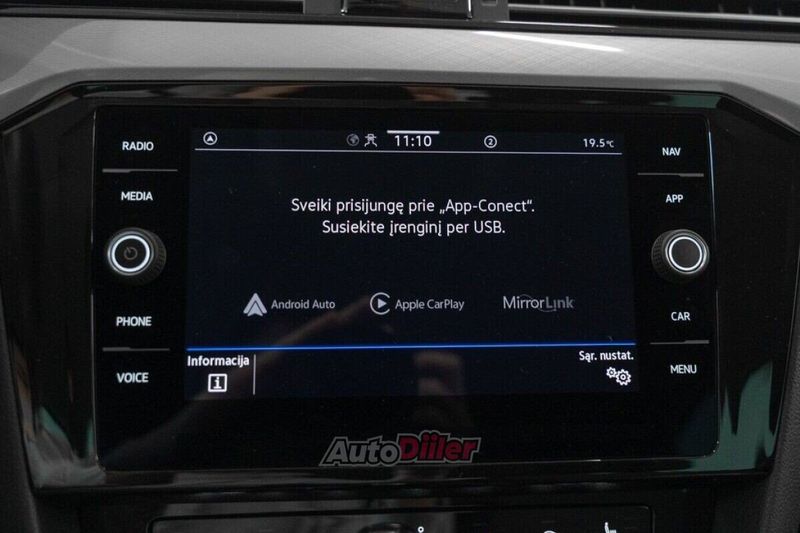 RADIO
MEDIA
PHONE
VOICE
11:10
2
19.5°C
Sveiki prisijungę prie „App-Conect“.
Susiekite įrenginį per USB.
Android Auto
Apple CarPlay
MirrorLink
Informacija
Sąr. nustat.
NAV
APP
CAR
MENU
AutoDiiler